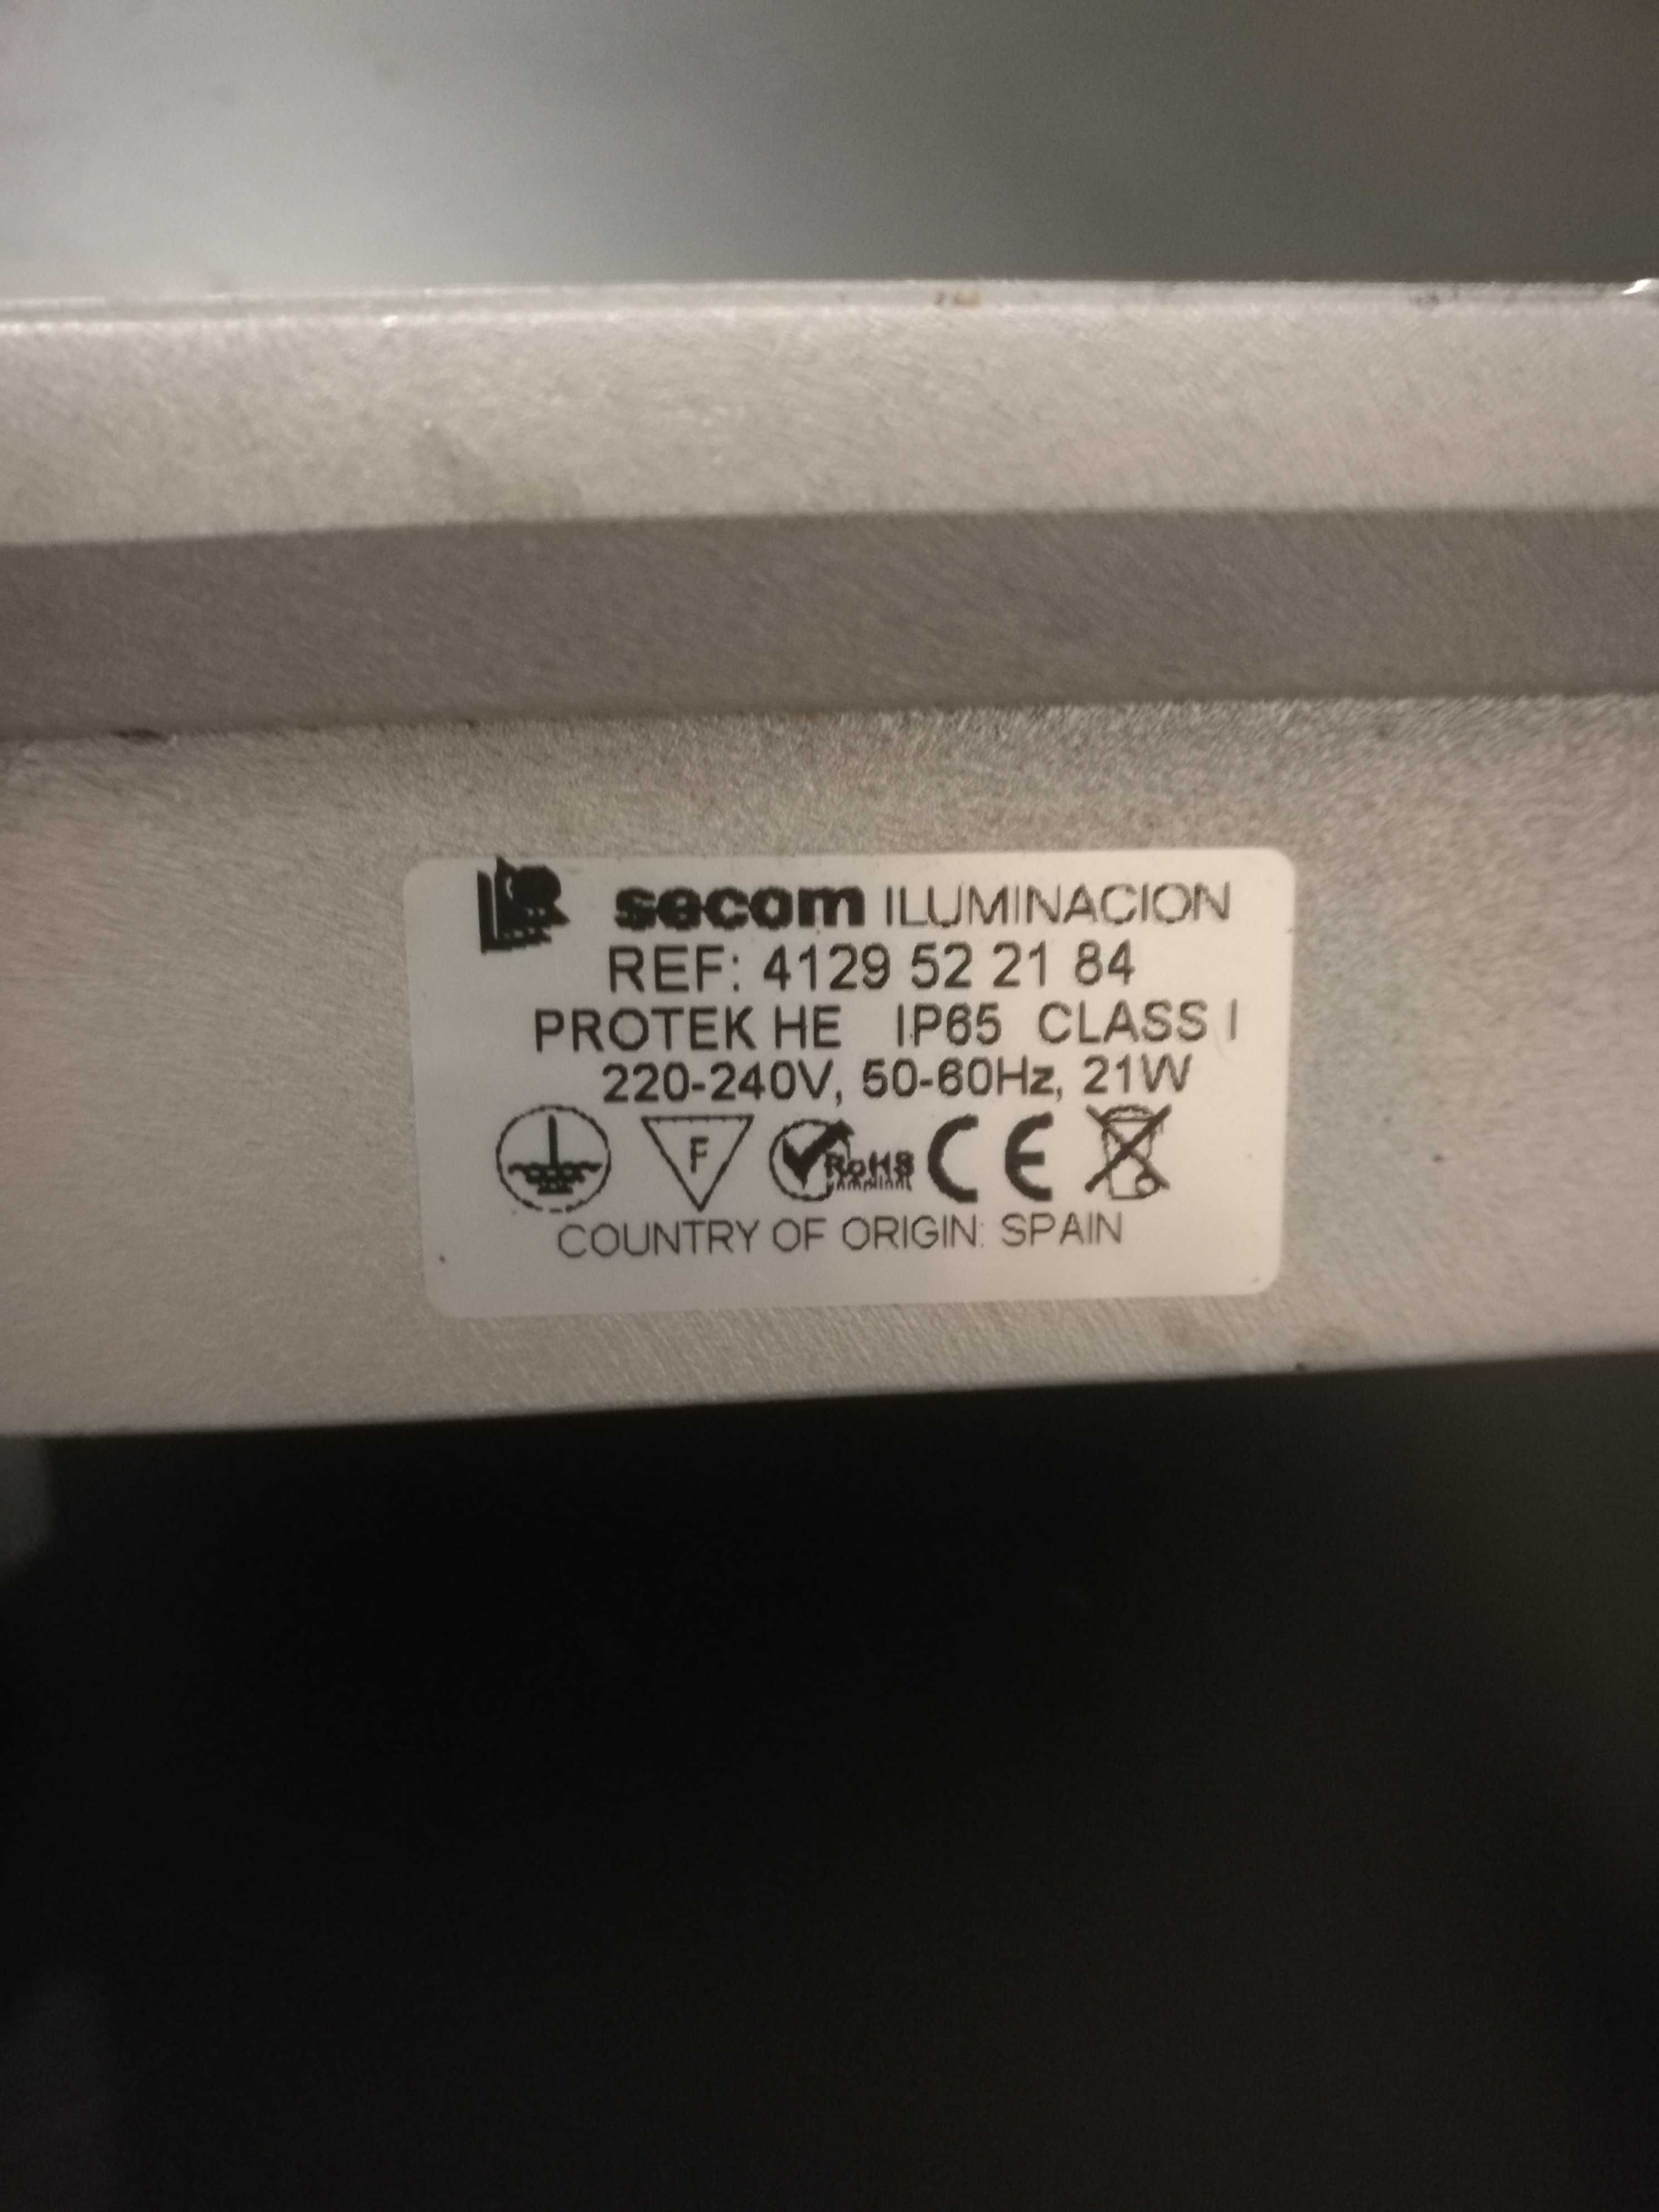 secom ILUMINACION
REF: 4129 52 21 84
PROTEK HE IP65 CLASS I
220-240V, 50-60Hz, 21W
F RoHS compliant CE
COUNTRY OF ORIGIN: SPAIN